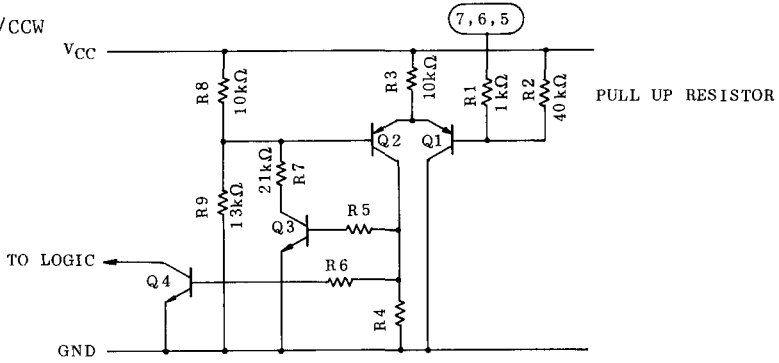 /CCW
7,6,5
VCC
R8
10kΩ
R3
10kΩ
R1
1kΩ
R2
40kΩ
PULL UP RESISTOR
Q2
Q1
21kΩ
R7
R9
13kΩ
R5
Q3
TO LOGIC
R6
Q4
R4
GND